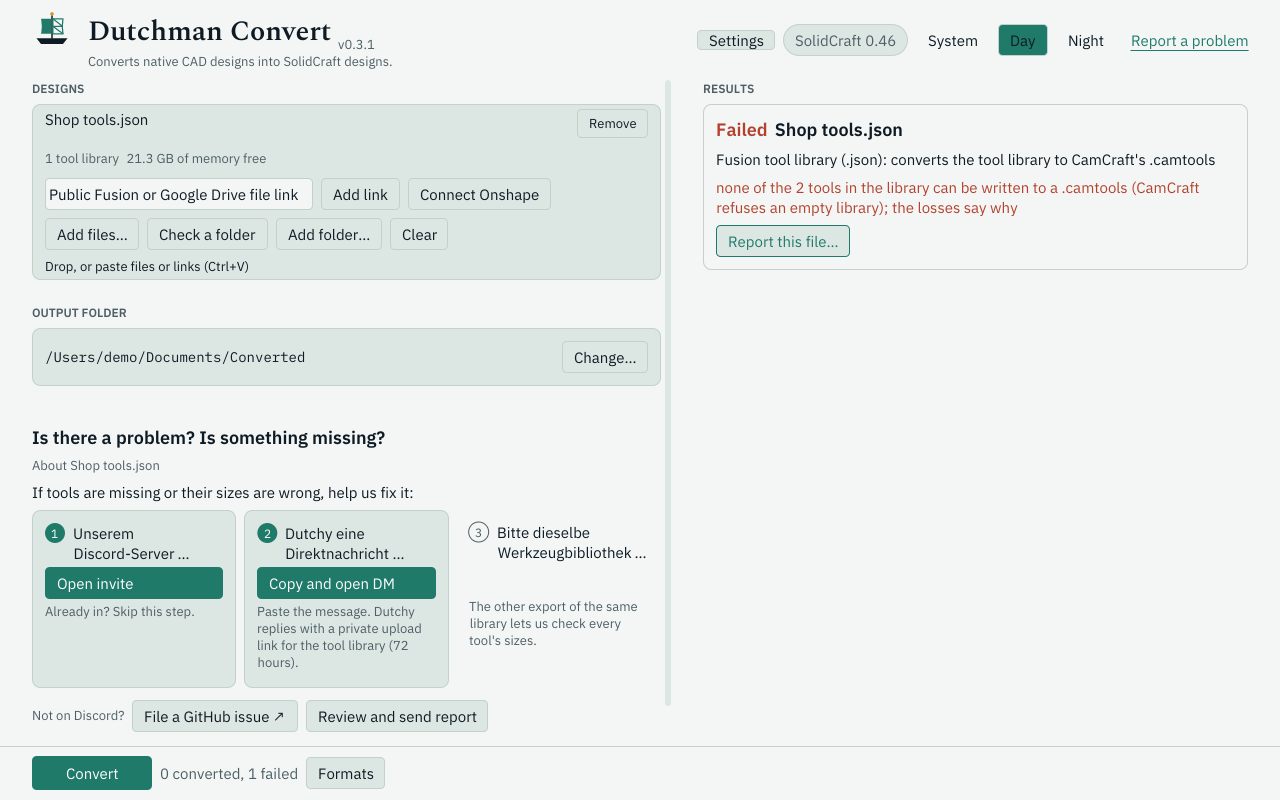 Dutchman Convert v0.3.1
Converts native CAD designs into SolidCraft designs.
Settings
SolidCraft 0.46
System
Day
Night
Report a problem
DESIGNS
Shop tools.json
Remove
1 tool library 21.3 GB of memory free
Public Fusion or Google Drive file link
Add link
Connect Onshape
Add files...
Check a folder
Add folder...
Clear
Drop, or paste files or links (Ctrl+V)
OUTPUT FOLDER
/Users/demo/Documents/Converted
Change...
Is there a problem? Is something missing?
About Shop tools.json
If tools are missing or their sizes are wrong, help us fix it:
1 Unserem
Discord-Server ...
Open invite
Already in? Skip this step.
2 Dutchy eine
Direktnachricht ...
Copy and open DM
Paste the message. Dutchy
replies with a private upload
link for the tool library (72
hours).
3 Bitte dieselbe
Werkzeugbibliothek ...
The other export of the same
library lets us check every
tool's sizes.
Not on Discord?
File a GitHub issue ↗
Review and send report
Convert
0 converted, 1 failed
Formats
RESULTS
Failed Shop tools.json
Fusion tool library (.json): converts the tool library to CamCraft's .camtools
none of the 2 tools in the library can be written to a .camtools (CamCraft
refuses an empty library); the losses say why
Report this file...